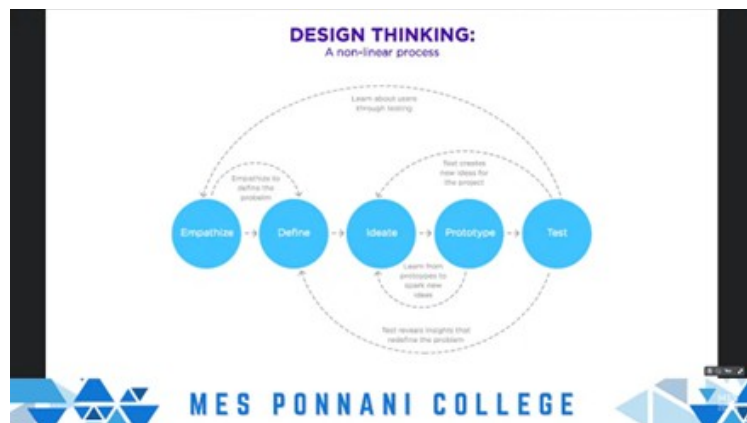 DESIGN THINKING:
A non-linear process
Learn about users
through testing
Test creates
new ideas for
the project
Empathize to
define the
problem
Empathize
Define
Ideate
Prototype
Test
Learn from
prototypes to
spark new
ideas
Test reveals insights that
redefine the problem
MES PONNANI COLLEGE